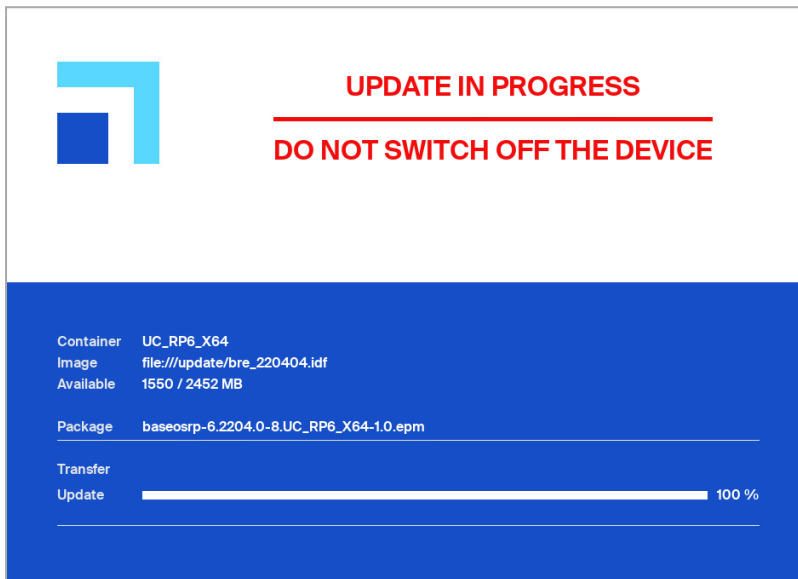 UPDATE IN PROGRESS
DO NOT SWITCH OFF THE DEVICE
Container UC_RP6_X64
Image file:///update/bre_220404.idf
Available 1550 / 2452 MB
Package baseosrp-6.2204.0-8.UC_RP6_X64-1.0.epm
Transfer
Update 100 %